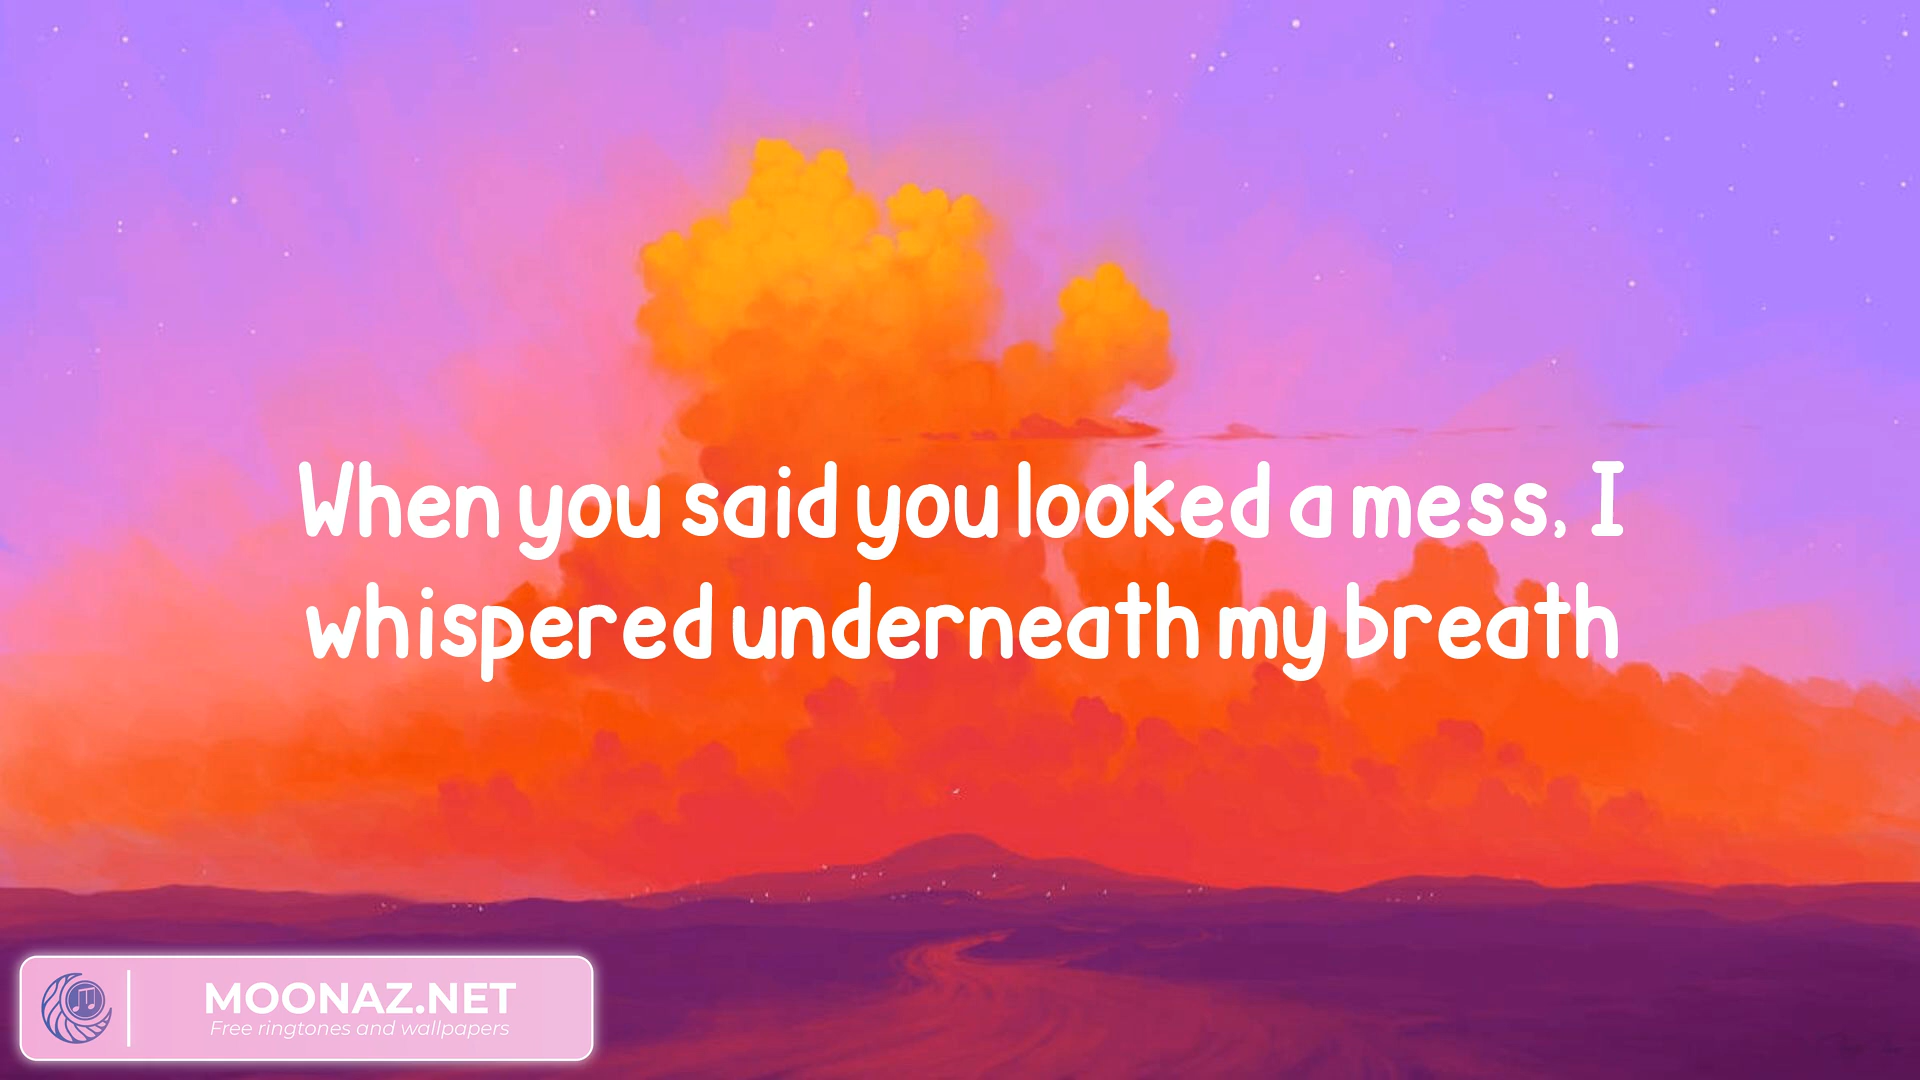 When you said you looked a mess, I
whispered underneath my breath
MOONAZ.NET
Free ringtones and wallpapers